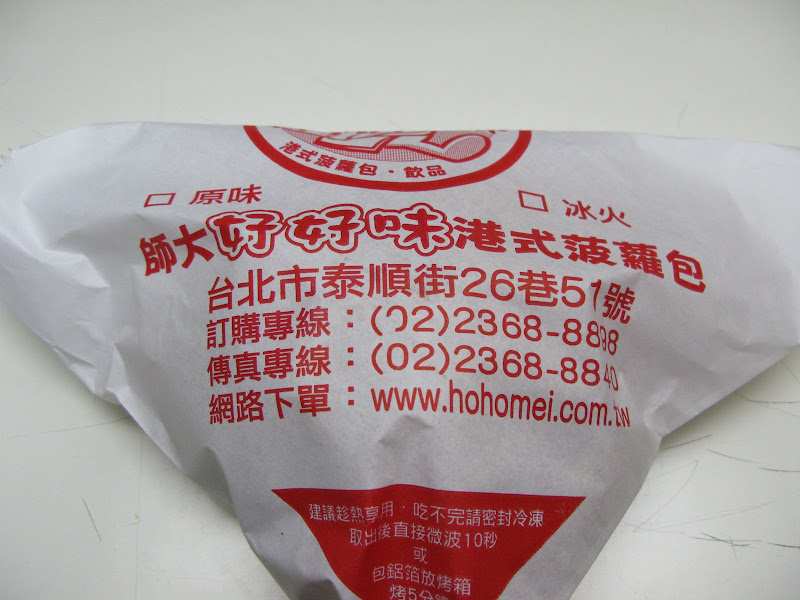 港式菠蘿包・飲品
□ 原味 □ 冰火
師大好好味港式菠蘿包
台北市泰順街26巷51號
訂購專線：(02)2368-8898
傳真專線：(02)2368-8840
網路下單：www.hohomei.com.tw
建議趁熱享用・吃不完請密封冷凍
取出後直接微波10秒
或
包鋁箔放烤箱
烤5分鐘